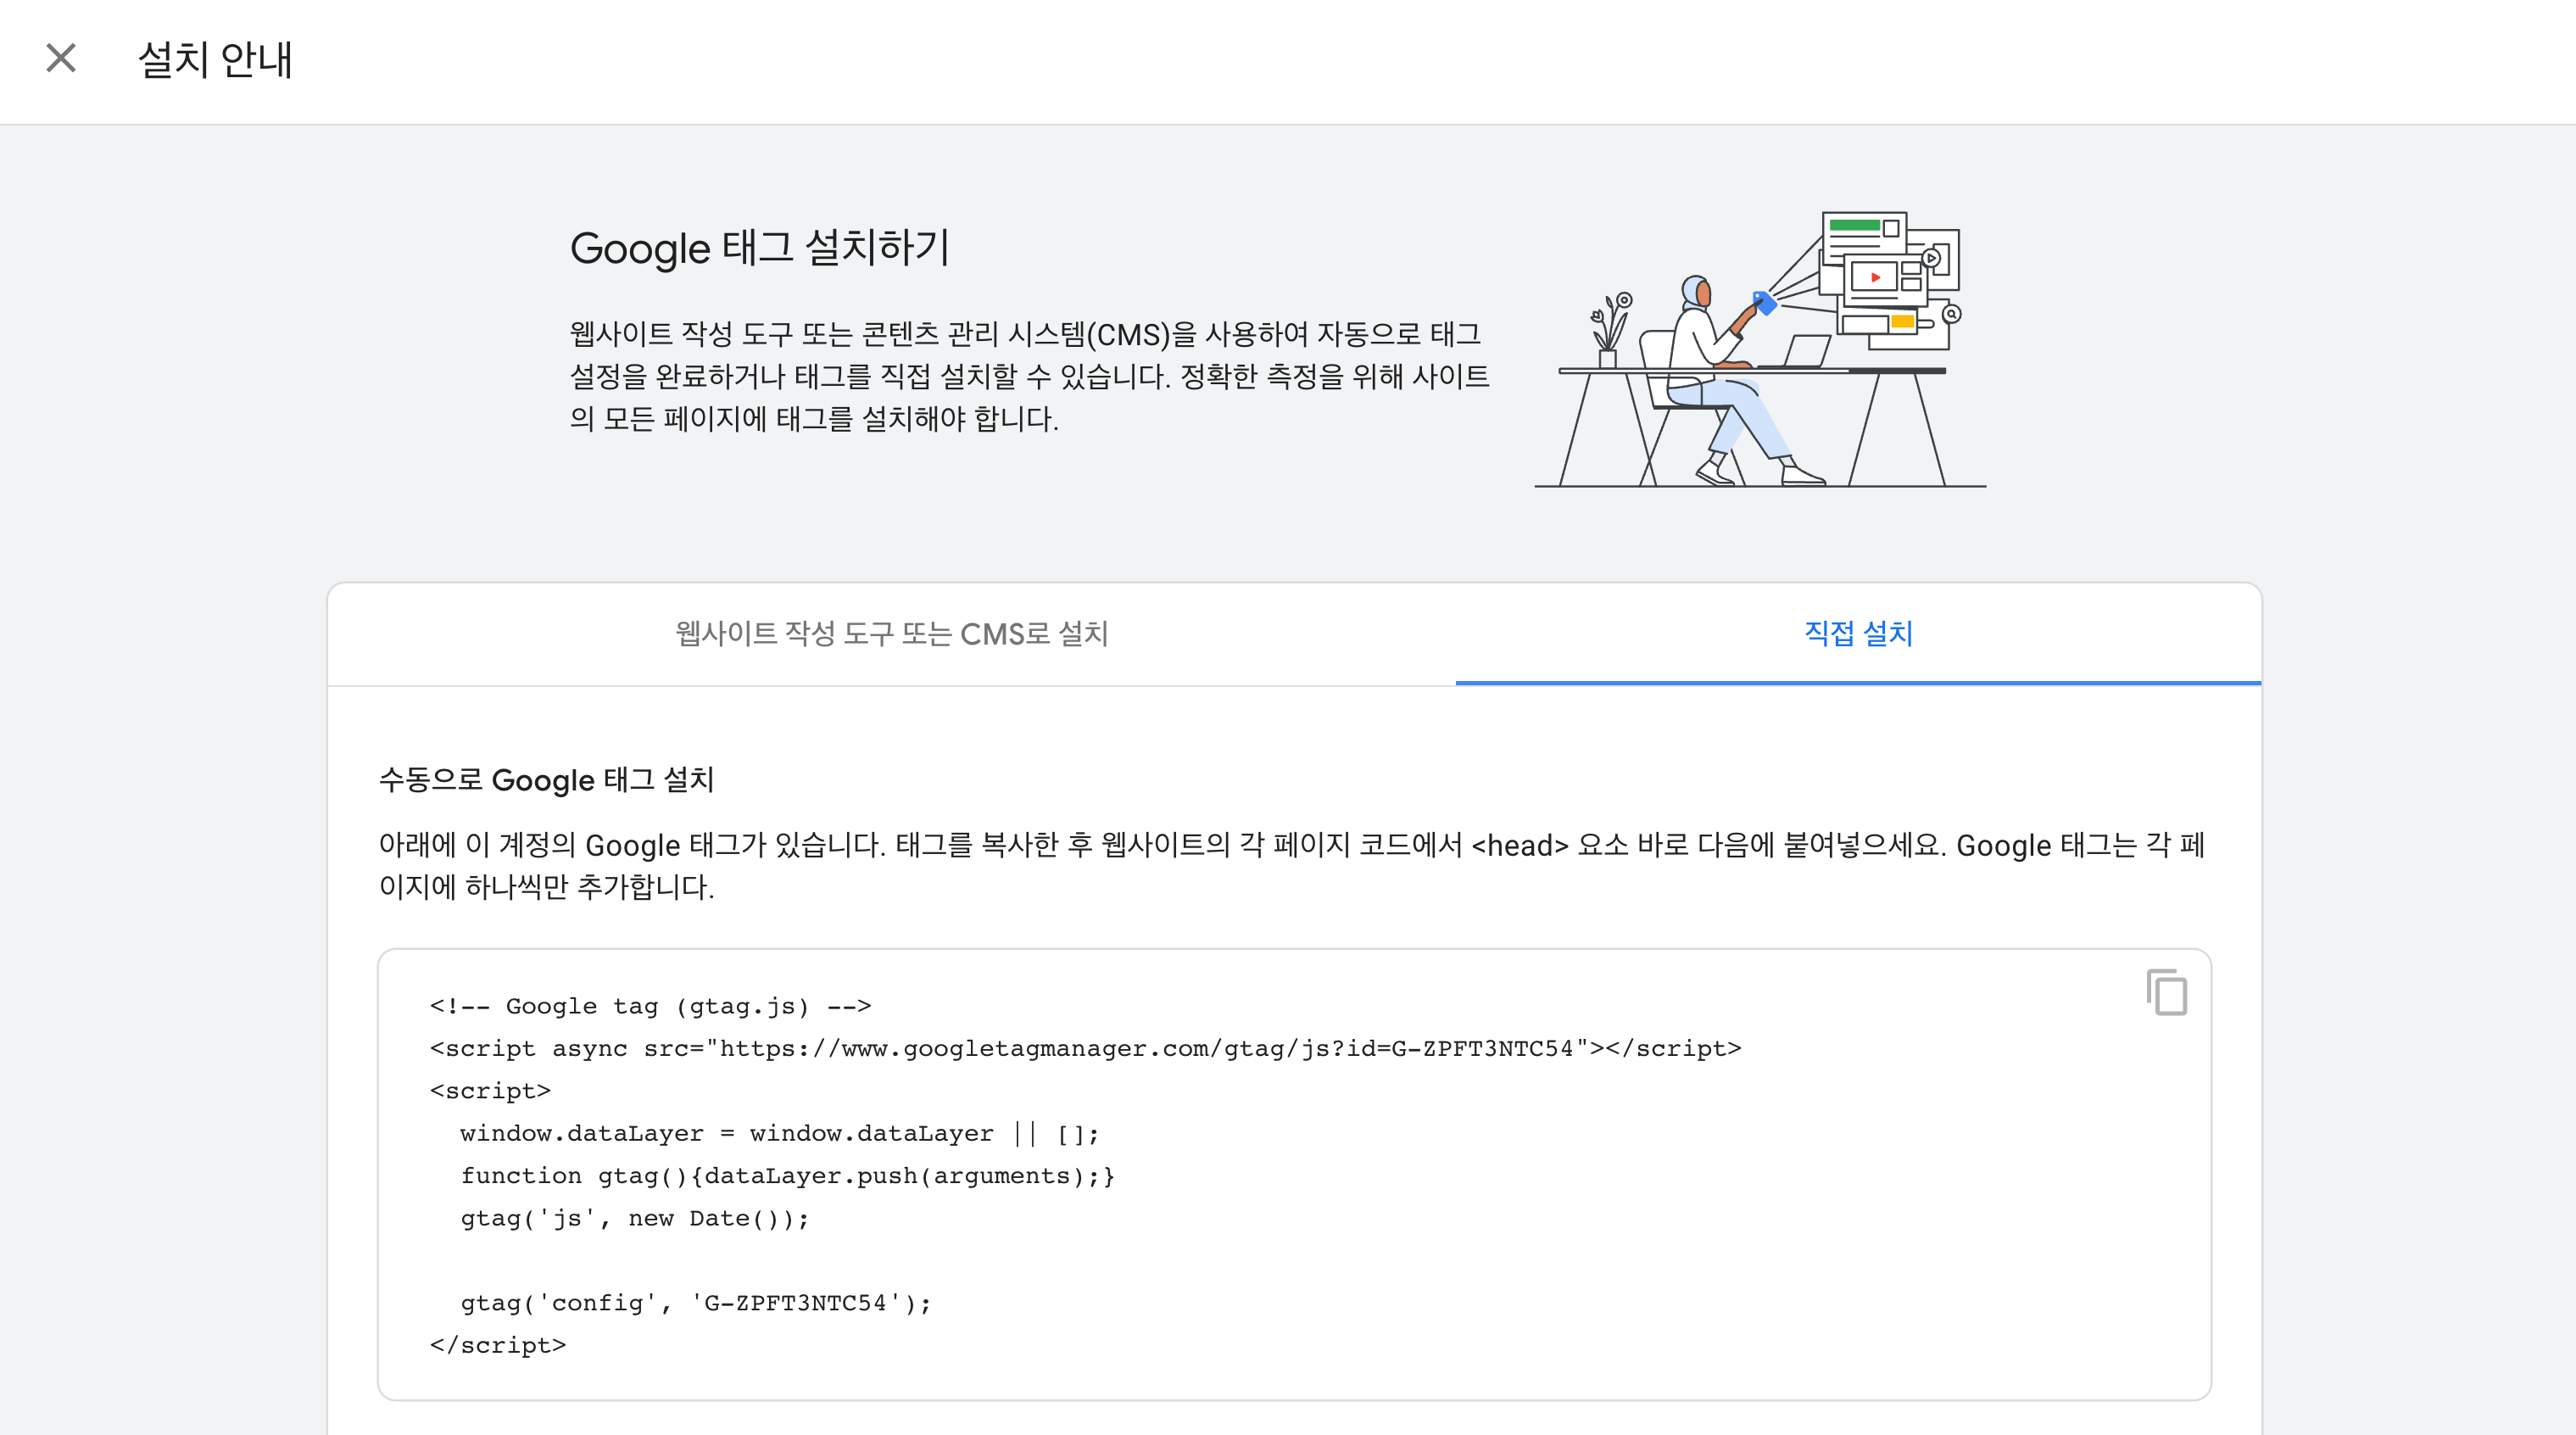 설치 안내
Google 태그 설치하기
웹사이트 작성 도구 또는 콘텐츠 관리 시스템(CMS)을 사용하여 자동으로 태그
설정을 완료하거나 태그를 직접 설치할 수 있습니다. 정확한 측정을 위해 사이트
의 모든 페이지에 태그를 설치해야 합니다.
웹사이트 작성 도구 또는 CMS로 설치
직접 설치
수동으로 Google 태그 설치
아래에 이 계정의 Google 태그가 있습니다. 태그를 복사한 후 웹사이트의 각 페이지 코드에서 <head> 요소 바로 다음에 붙여넣으세요. Google 태그는 각 페
이지에 하나씩만 추가합니다.
<!-- Google tag (gtag.js) -->
<script async src="https://www.googletagmanager.com/gtag/js?id=G-ZPFT3NTC54"></script>
<script>
  window.dataLayer = window.dataLayer || [];
  function gtag(){dataLayer.push(arguments);}
  gtag('js', new Date());

  gtag('config', 'G-ZPFT3NTC54');
</script>